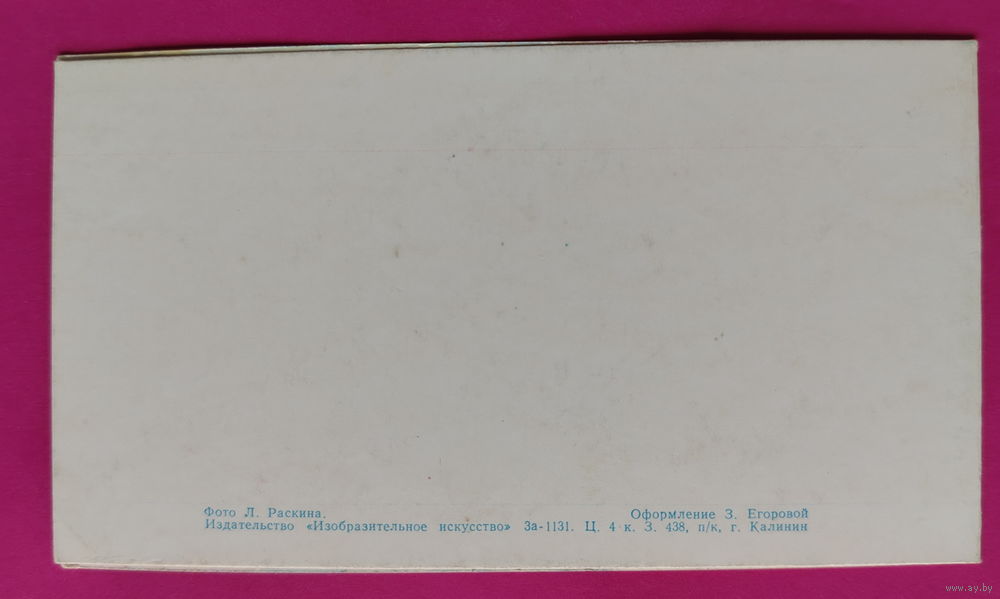 Фото Л. Раскина. Оформление З. Егоровой
Издательство «Изобразительное искусство» 3а-1131. Ц. 4 к. З. 438, п/к, г. Калинин
www.ay.by